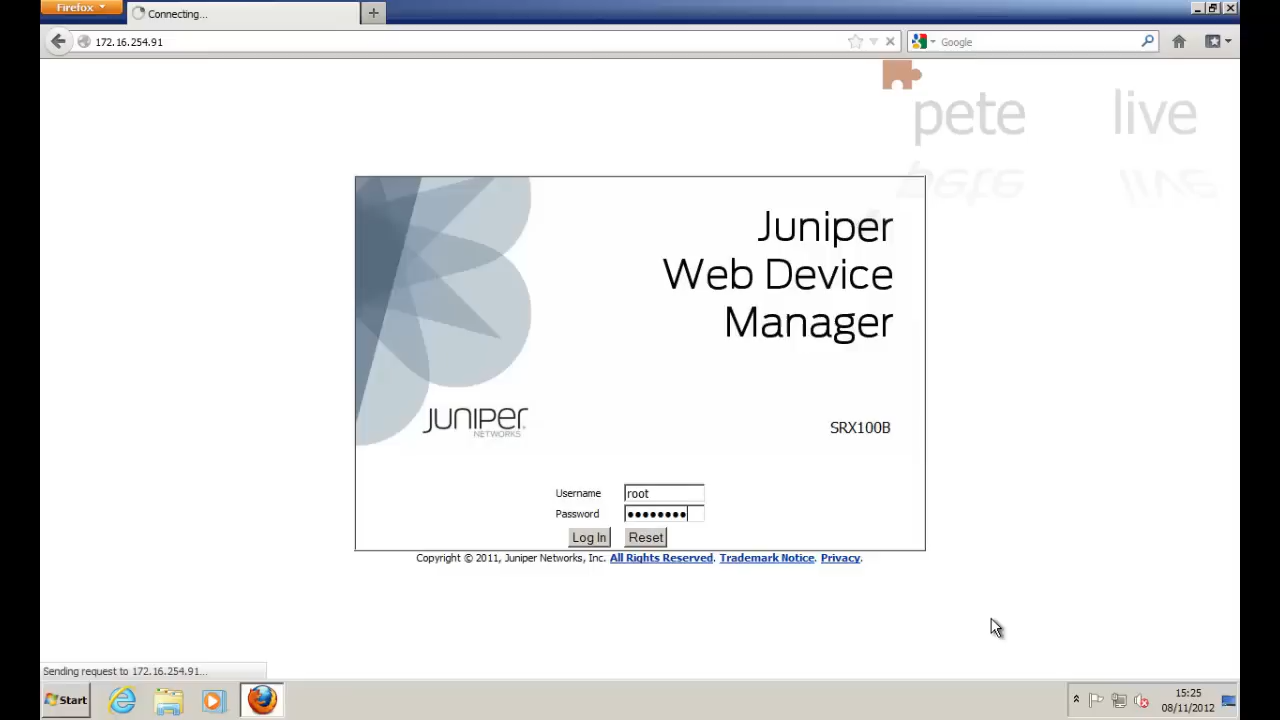 Firefox
Connecting...
172.16.254.91
Google
pete live
Juniper
Web Device
Manager
JUNIPER
NETWORKS
SRX100B
Username root
Password ••••••••
Log In Reset
Copyright © 2011, Juniper Networks, Inc. All Rights Reserved. Trademark Notice. Privacy.
Sending request to 172.16.254.91...
Start
15:25
08/11/2012